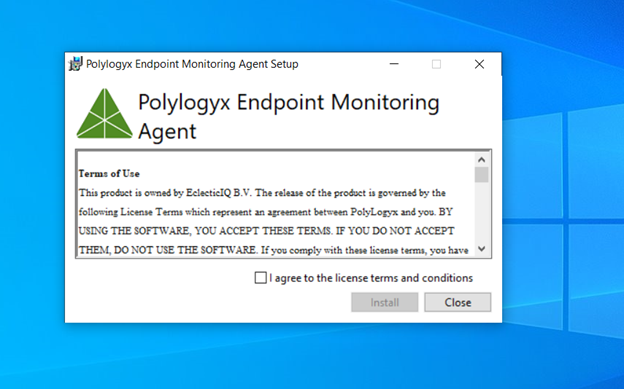 Polylogyx Endpoint Monitoring Agent Setup
Polylogyx Endpoint Monitoring
Agent
Terms of Use
This product is owned by EclecticIQ B.V. The release of the product is governed by the
following License Terms which represent an agreement between PolyLogyx and you. BY
USING THE SOFTWARE, YOU ACCEPT THESE TERMS. IF YOU DO NOT ACCEPT
THEM, DO NOT USE THE SOFTWARE. If you comply with these license terms, you have
I agree to the license terms and conditions
Install Close